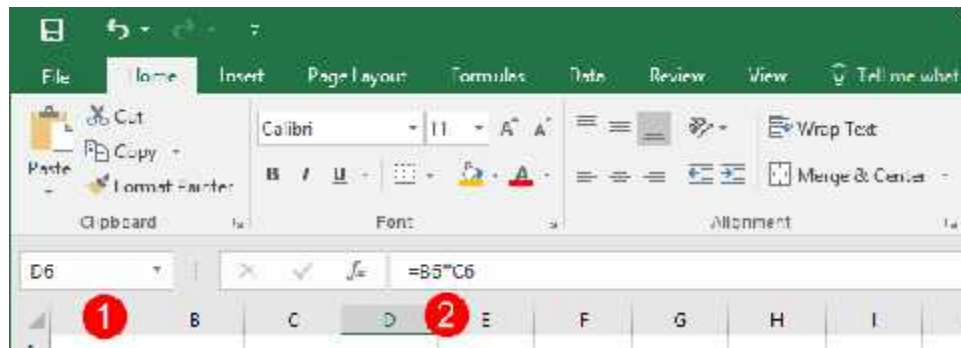 File Home Insert Page Layout Formulas Data Review View Tell me what
Cut
Calibri 11 A A Wrap Text
Copy
Paste B I U A Merge & Center
Format Painter
Clipboard Font Alignment
D6 fx =B6*C6
1 B C D 2 E F G H I